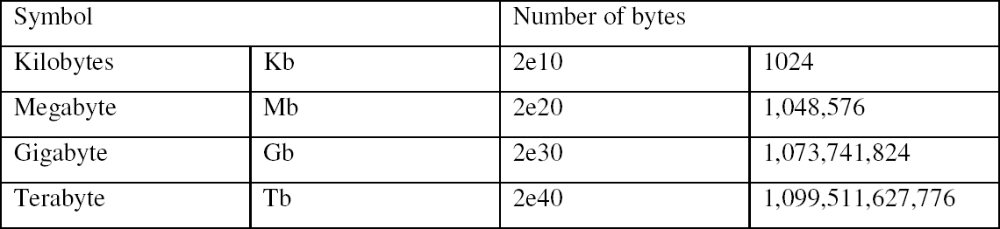 Symbol Number of bytes
Kilobytes Kb 2e10 1024
Megabyte Mb 2e20 1,048,576
Gigabyte Gb 2e30 1,073,741,824
Terabyte Tb 2e40 1,099,511,627,776